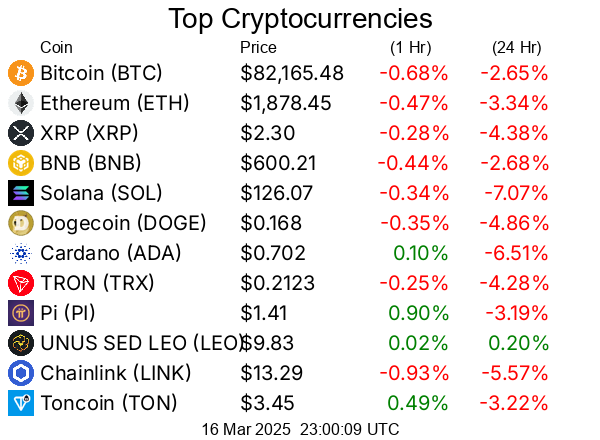 Top Cryptocurrencies
Coin Price (1 Hr) (24 Hr)
Bitcoin (BTC) $82,165.48 -0.68% -2.65%
Ethereum (ETH) $1,878.45 -0.47% -3.34%
XRP (XRP) $2.30 -0.28% -4.38%
BNB (BNB) $600.21 -0.44% -2.68%
Solana (SOL) $126.07 -0.34% -7.07%
Dogecoin (DOGE) $0.168 -0.35% -4.86%
Cardano (ADA) $0.702 0.10% -6.51%
TRON (TRX) $0.2123 -0.25% -4.28%
Pi (PI) $1.41 0.90% -3.19%
UNUS SED LEO (LEO) $9.83 0.02% 0.20%
Chainlink (LINK) $13.29 -0.93% -5.57%
Toncoin (TON) $3.45 0.49% -3.22%
16 Mar 2025 23:00:09 UTC